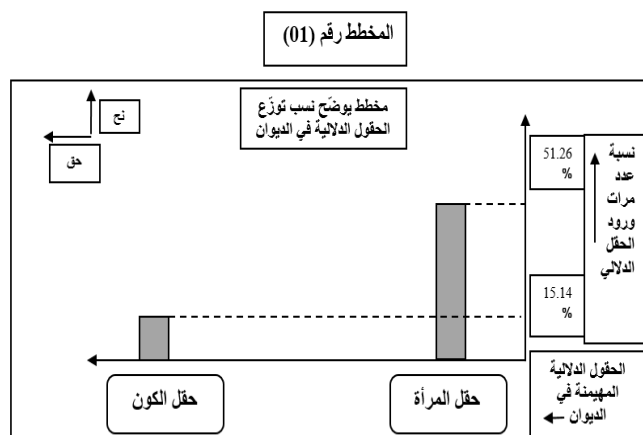 المخطط رقم (01)
مخطط يوضّح نسب توزّع
الحقول الدلالية في الديوان
نح
حق
نسبة
عدد
مرات
ورود
الحقل
الدلالي
51.26
%
15.14
%
الحقول الدلالية
المهيمنة في
الديوان
حقل المرأة
حقل الكون